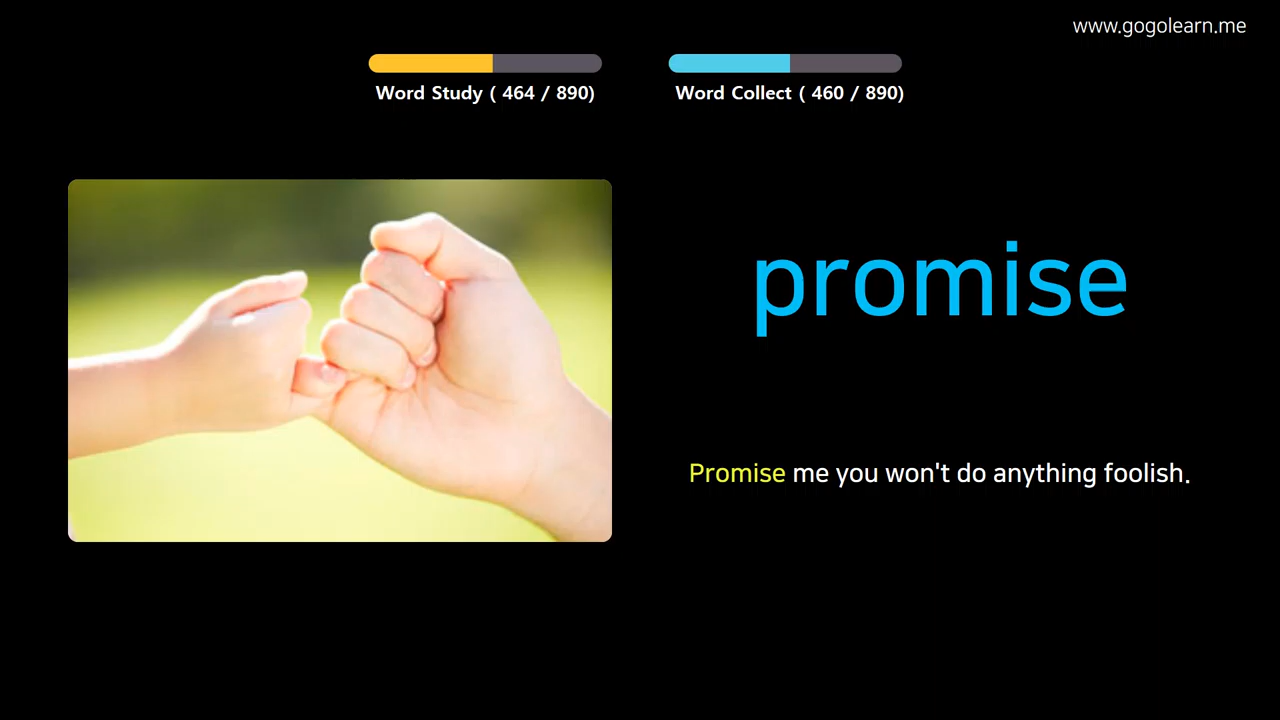 www.gogolearn.me
Word Study ( 464 / 890)
Word Collect ( 460 / 890)
promise
Promise me you won't do anything foolish.